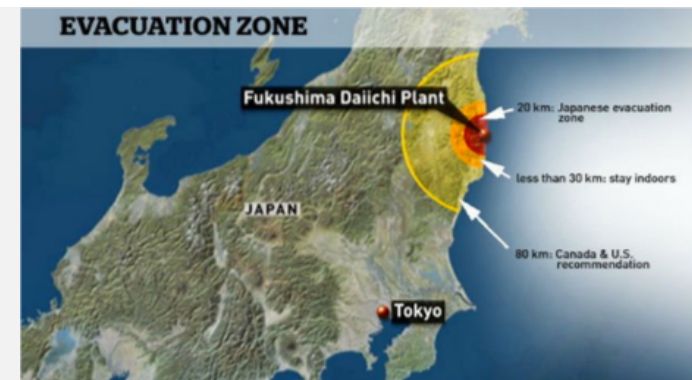 EVACUATION ZONE
Fukushima Daiichi Plant
20 km: Japanese evacuation
zone
less than 30 km: stay indoors
JAPAN
80 km: Canada & U.S.
recommendation
Tokyo